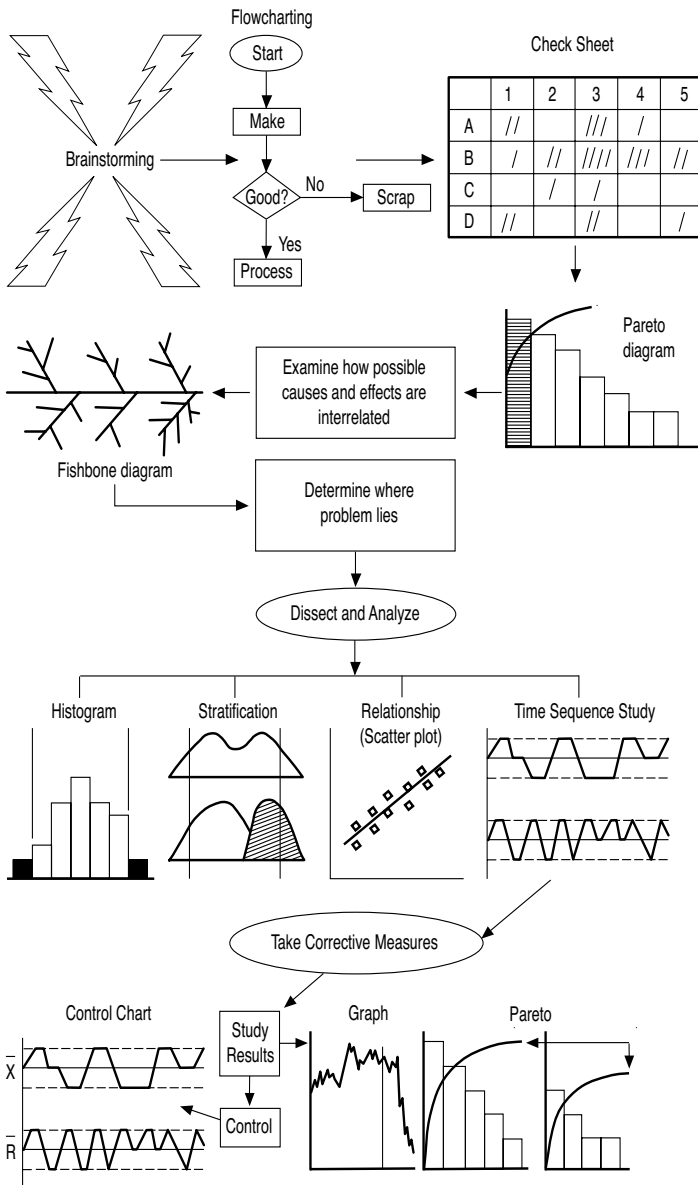 Flowcharting
Start
Check Sheet
1 2 3 4 5
Make
A // /// /
Brainstorming
B / // //// /// //
Good?
No
Scrap
C / /
D // // /
Yes
Process
Pareto
diagram
Examine how possible
causes and effects are
interrelated
Fishbone diagram
Determine where
problem lies
Dissect and Analyze
Histogram
Stratification
Relationship
(Scatter plot)
Time Sequence Study
Take Corrective Measures
Control Chart
Study
Results
Graph
Pareto
X̅
Control
R̅